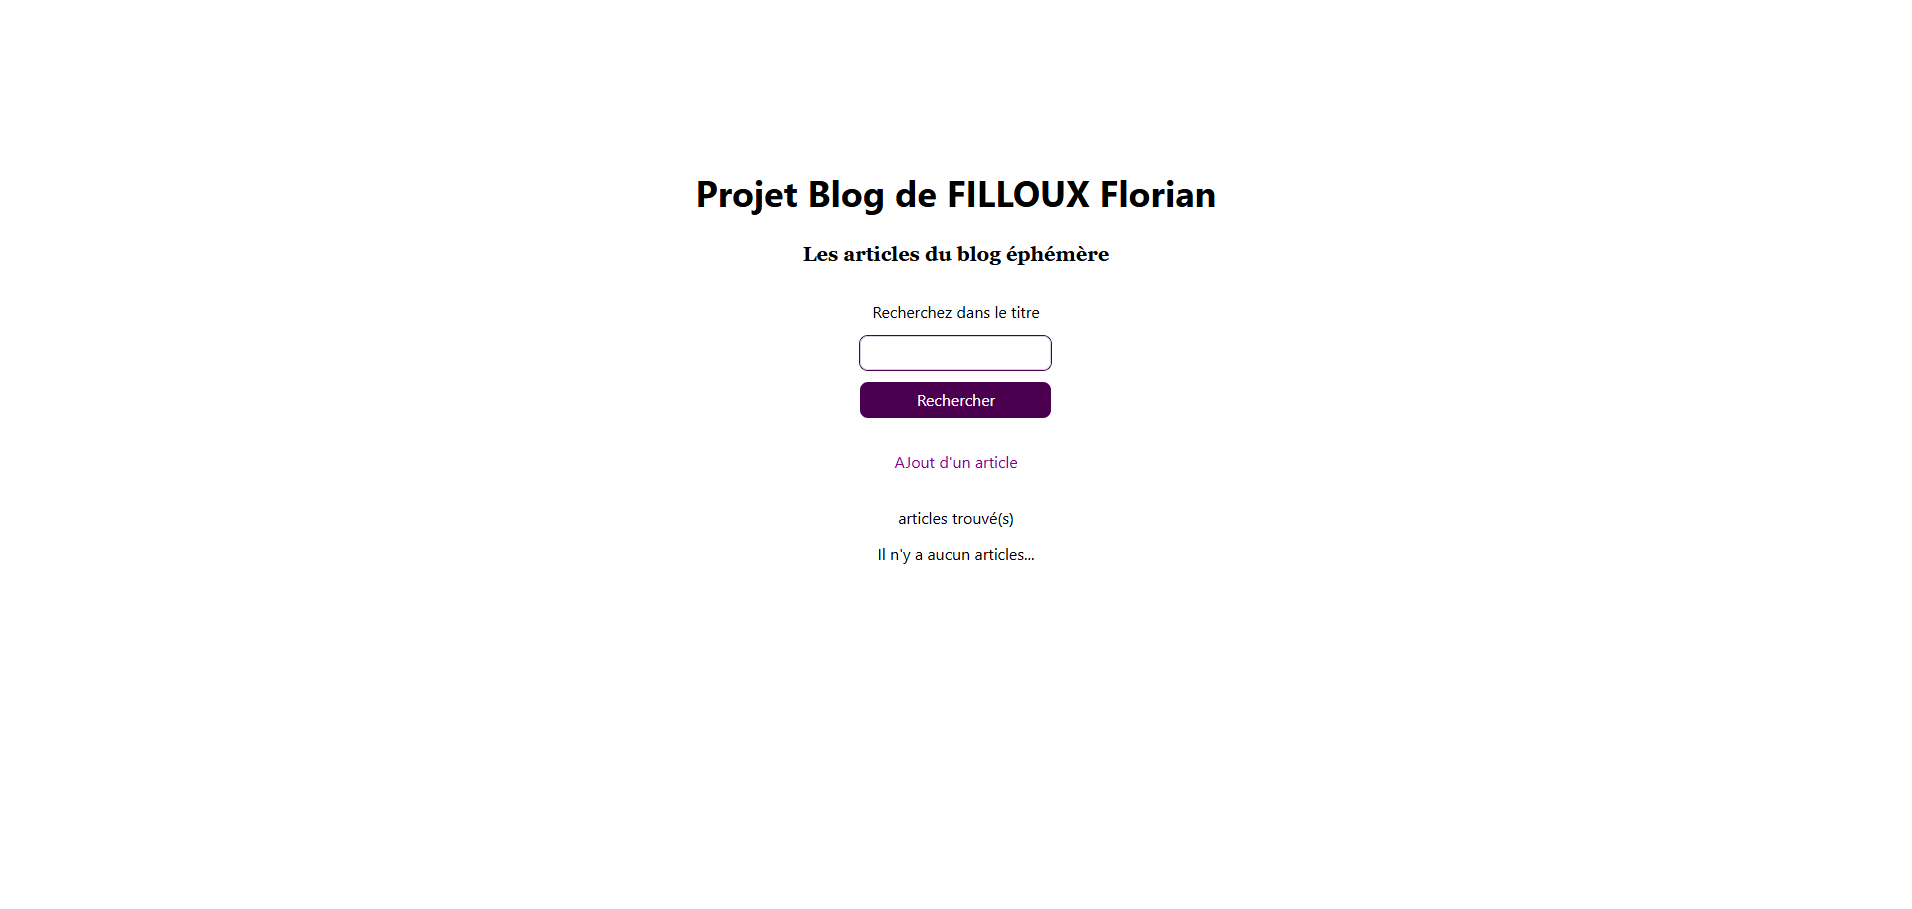 Projet Blog de FILLOUX Florian
Les articles du blog éphémère
Recherchez dans le titre
Rechercher
AJout d'un article
articles trouvé(s)
Il n'y a aucun articles...